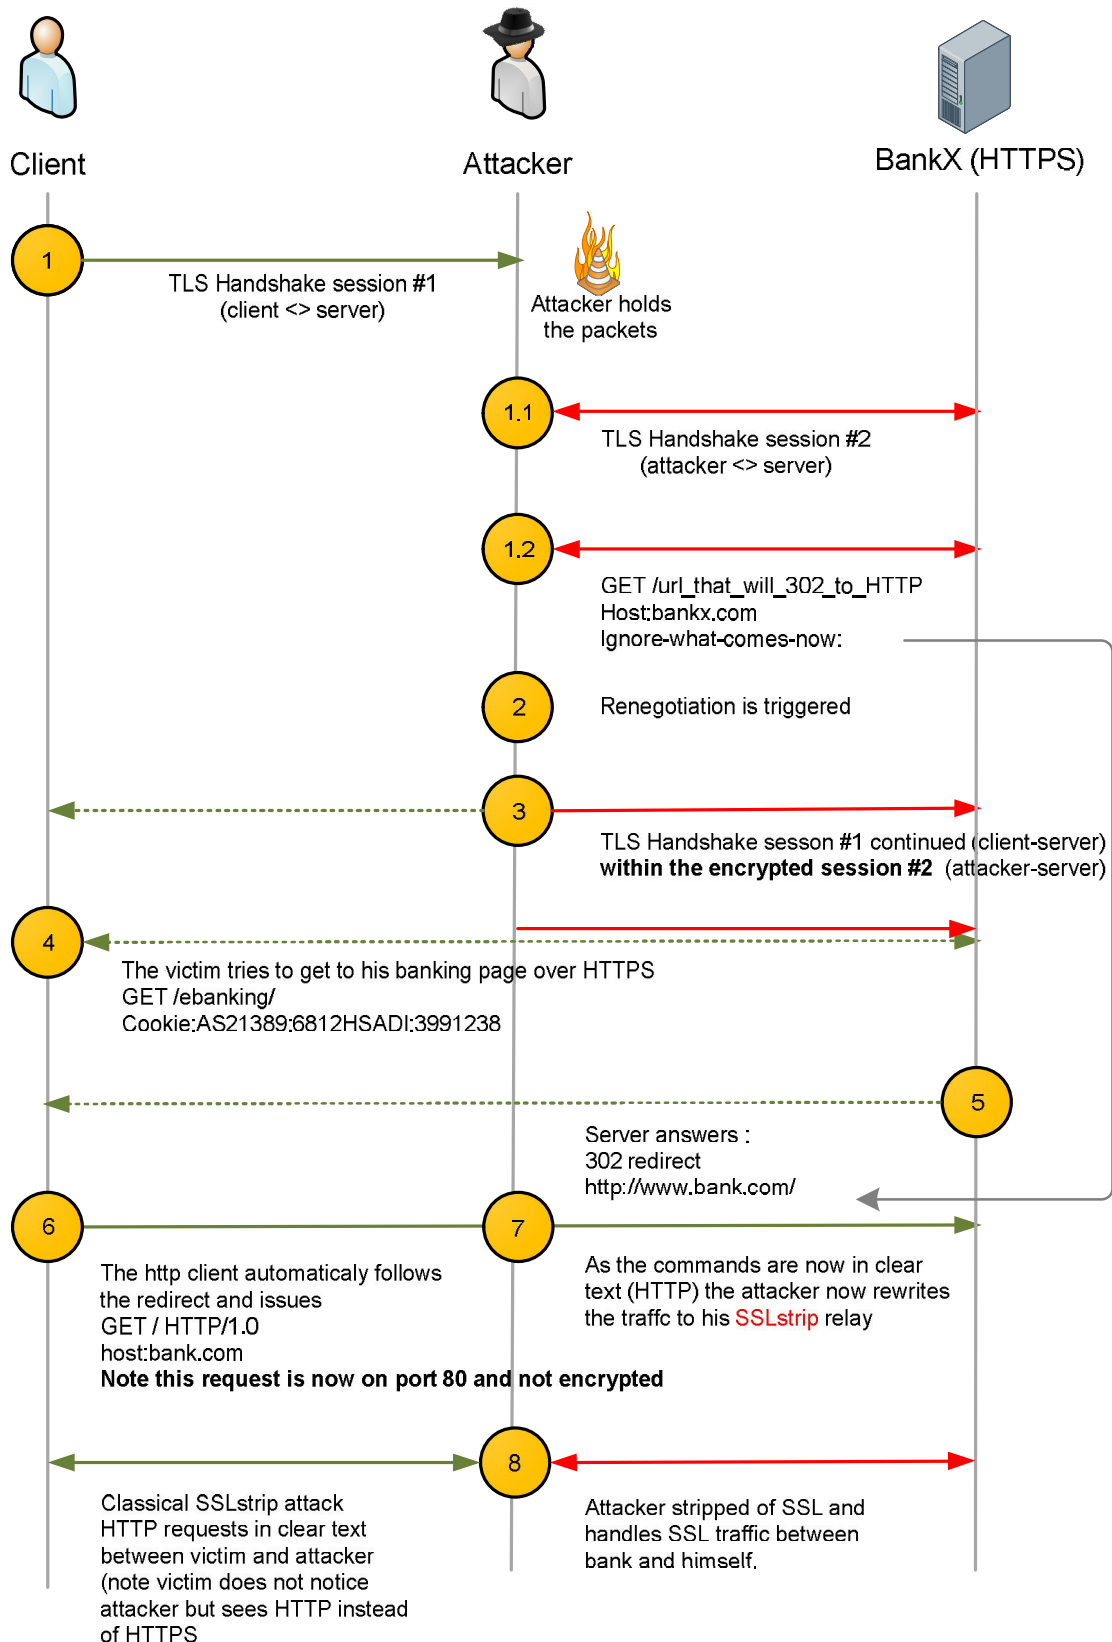 Client
Attacker
BankX (HTTPS)
1
TLS Handshake session #1
(client <> server)
Attacker holds
the packets
1.1
TLS Handshake session #2
(attacker <> server)
1.2
GET /url_that_will_302_to_HTTP
Host:bankx.com
Ignore-what-comes-now:
2
Renegotiation is triggered
3
TLS Handshake sesson #1 continued (client-server)
within the encrypted session #2 (attacker-server)
4
The victim tries to get to his banking page over HTTPS
GET /ebanking/
Cookie:AS21389:6812HSADI:3991238
5
Server answers :
302 redirect
http://www.bank.com/
6
7
The http client automaticaly follows
the redirect and issues
GET / HTTP/1.0
host:bank.com
Note this request is now on port 80 and not encrypted
As the commands are now in clear
text (HTTP) the attacker now rewrites
the traffc to his SSLstrip relay
8
Classical SSLstrip attack
HTTP requests in clear text
between victim and attacker
(note victim does not notice
attacker but sees HTTP instead
of HTTPS
Attacker stripped of SSL and
handles SSL traffic between
bank and himself.